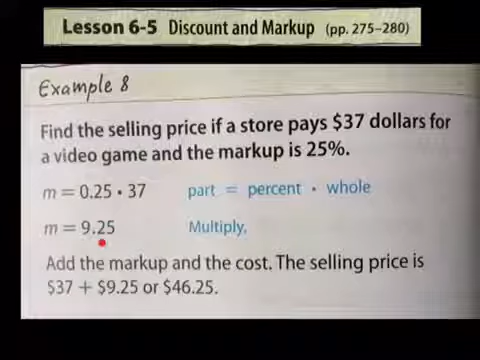 Lesson 6-5 Discount and Markup (pp. 275–280)
Example 8
Find the selling price if a store pays $37 dollars for
a video game and the markup is 25%.
m = 0.25 • 37 part = percent • whole
m = 9.25 Multiply.
Add the markup and the cost. The selling price is
$37 + $9.25 or $46.25.